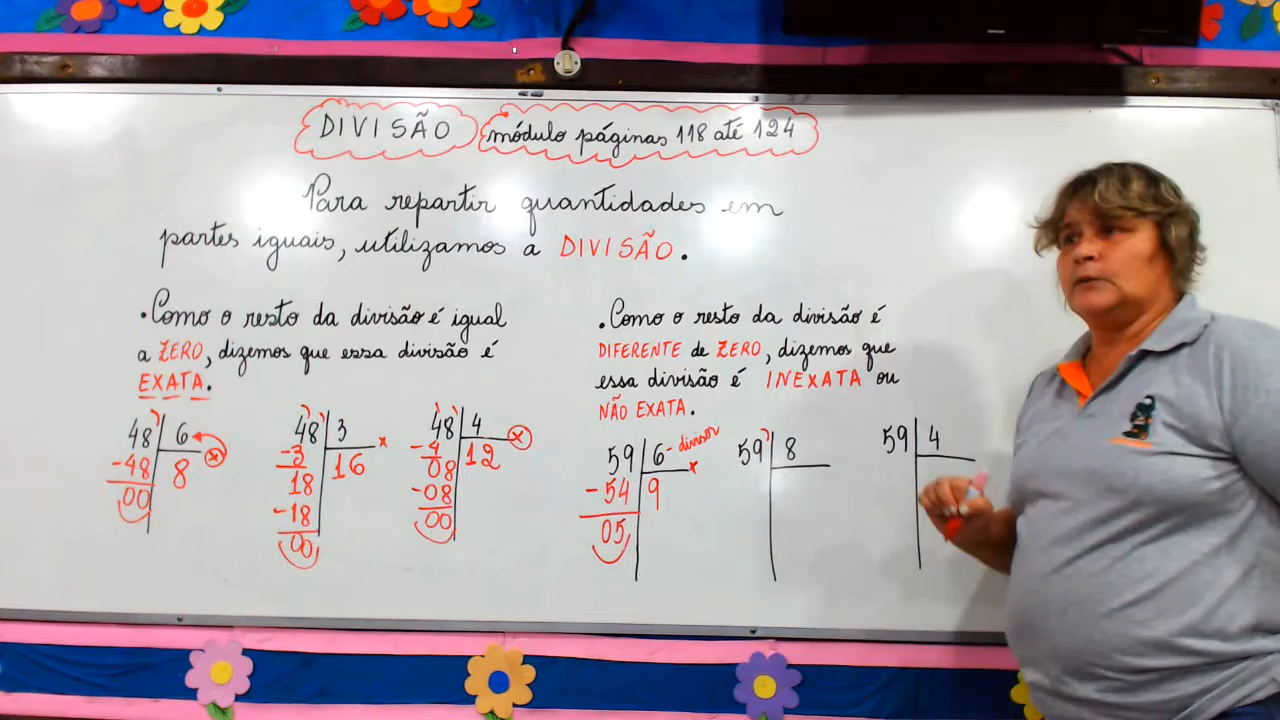 DIVISÃO
módulo páginas 118 até 124
Para repartir quantidades em
partes iguais, utilizamos a DIVISÃO.
.Como o resto da divisão é igual
a ZERO, dizemos que essa divisão é
EXATA.
48 6
-48 8
00
48 3
-3 16
18
-18
00
48 4
-4 12
08
-08
00
.Como o resto da divisão é
DIFERENTE de ZERO, dizemos que
essa divisão é INEXATA ou
NÃO EXATA.
59 6 - divisor
x
-54 9
05
59 8
59 4